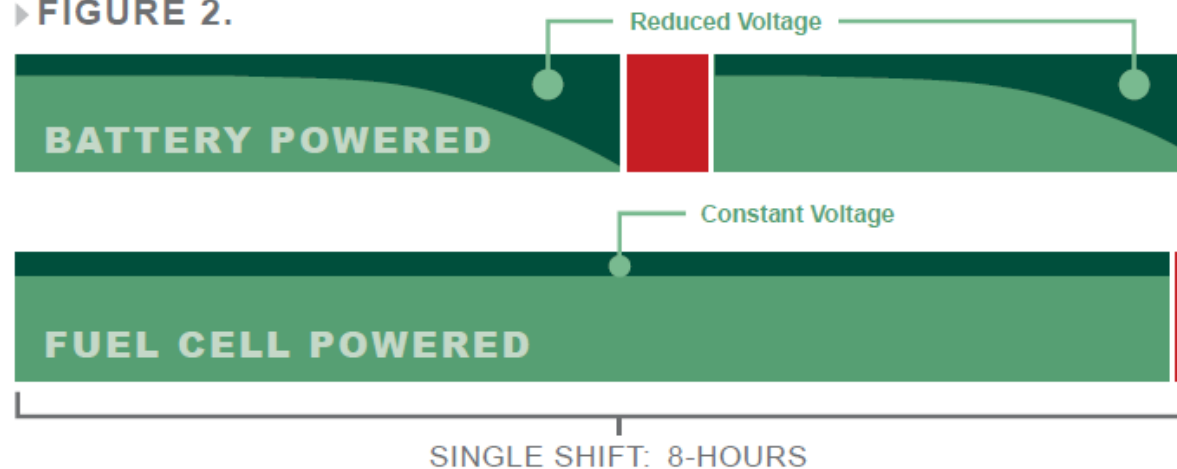 FIGURE 2.
Reduced Voltage
BATTERY POWERED
Constant Voltage
FUEL CELL POWERED
SINGLE SHIFT: 8-HOURS